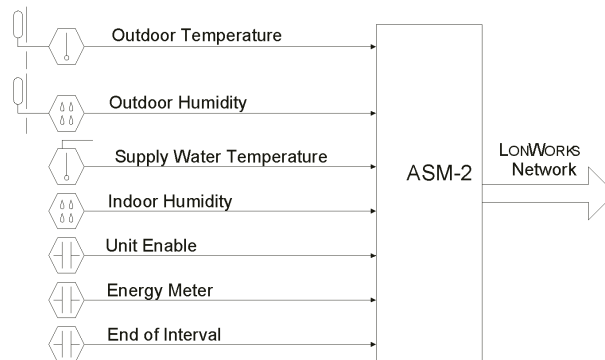 Outdoor Temperature
Outdoor Humidity
Supply Water Temperature
Indoor Humidity
Unit Enable
Energy Meter
End of Interval
ASM-2
LONWORKS
Network